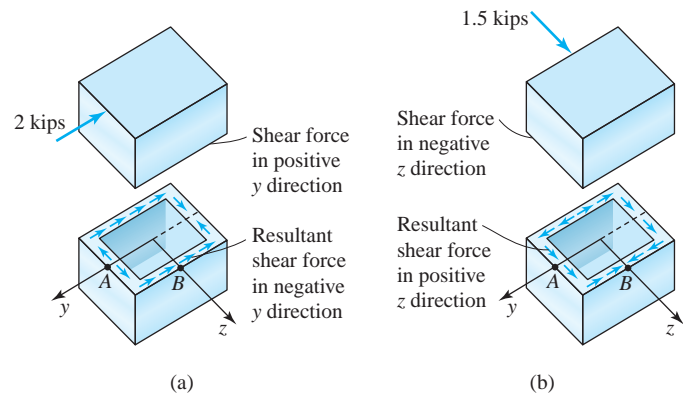 2 kips
Shear force
in positive
y direction
Resultant
shear force
in negative
y direction
A
B
y
z
(a)
1.5 kips
Shear force
in negative
z direction
Resultant
shear force
in positive
z direction
A
B
y
z
(b)